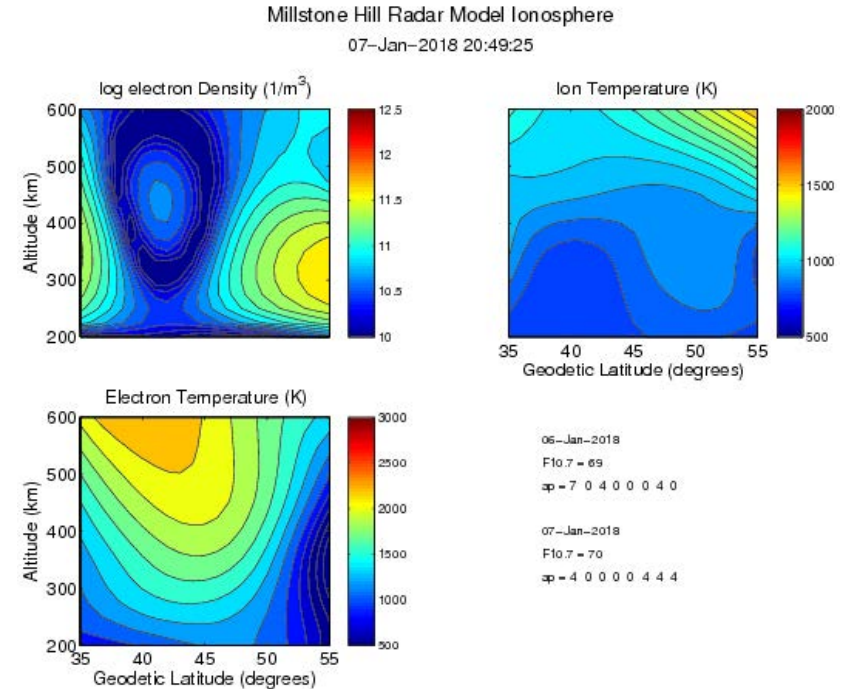 Millstone Hill Radar Model Ionosphere
07-Jan-2018 20:49:25
log electron Density (1/m3)
600
500
400
300
200
Altitude (km)
12.5
12
11.5
11
10.5
10
Ion Temperature (K)
35 40 45 50 55
Geodetic Latitude (degrees)
2000
1500
1000
500
Electron Temperature (K)
600
500
400
300
200
Altitude (km)
35 40 45 50 55
Geodetic Latitude (degrees)
3000
2500
2000
1500
1000
500
06-Jan-2018
F10.7 = 69
ap = 7 0 4 0 0 0 4 0
07-Jan-2018
F10.7 = 70
ap = 4 0 0 0 0 4 4 4